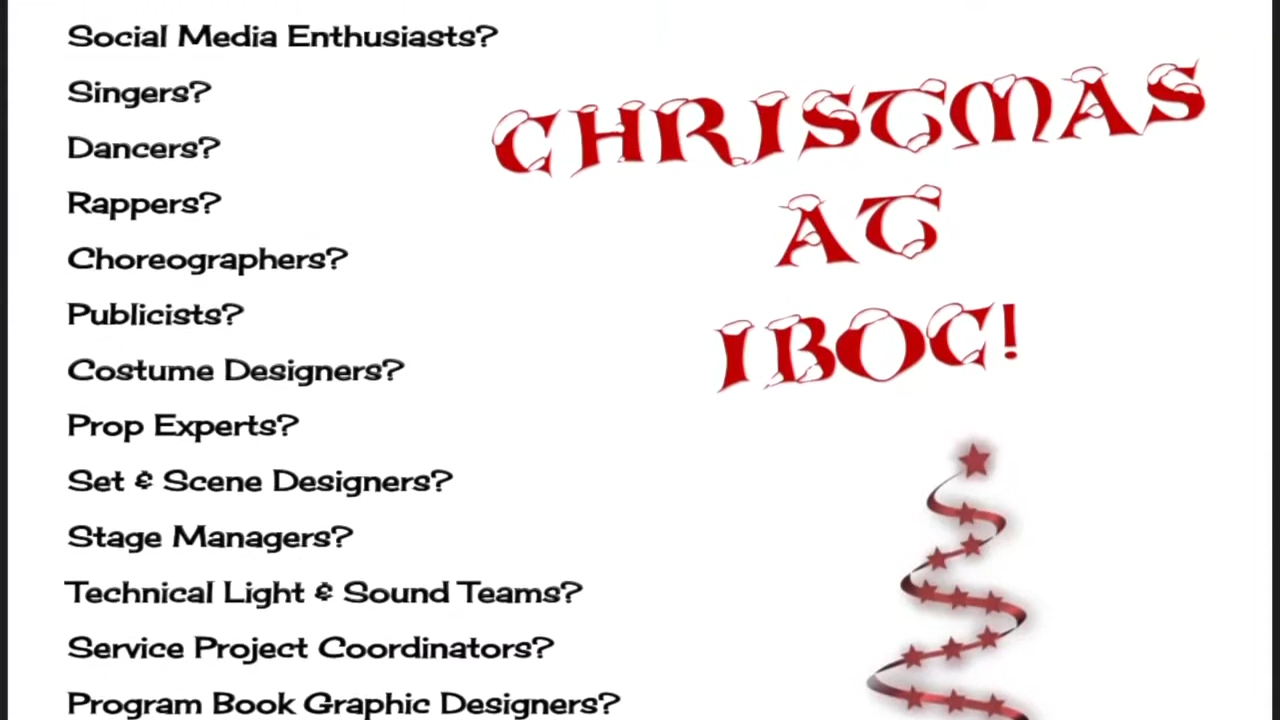 Social Media Enthusiasts?
Singers?
Dancers?
Rappers?
Choreographers?
Publicists?
Costume Designers?
Prop Experts?
Set & Scene Designers?
Stage Managers?
Technical Light & Sound Teams?
Service Project Coordinators?
Program Book Graphic Designers?
CHRISTMAS
AT
IBOC!